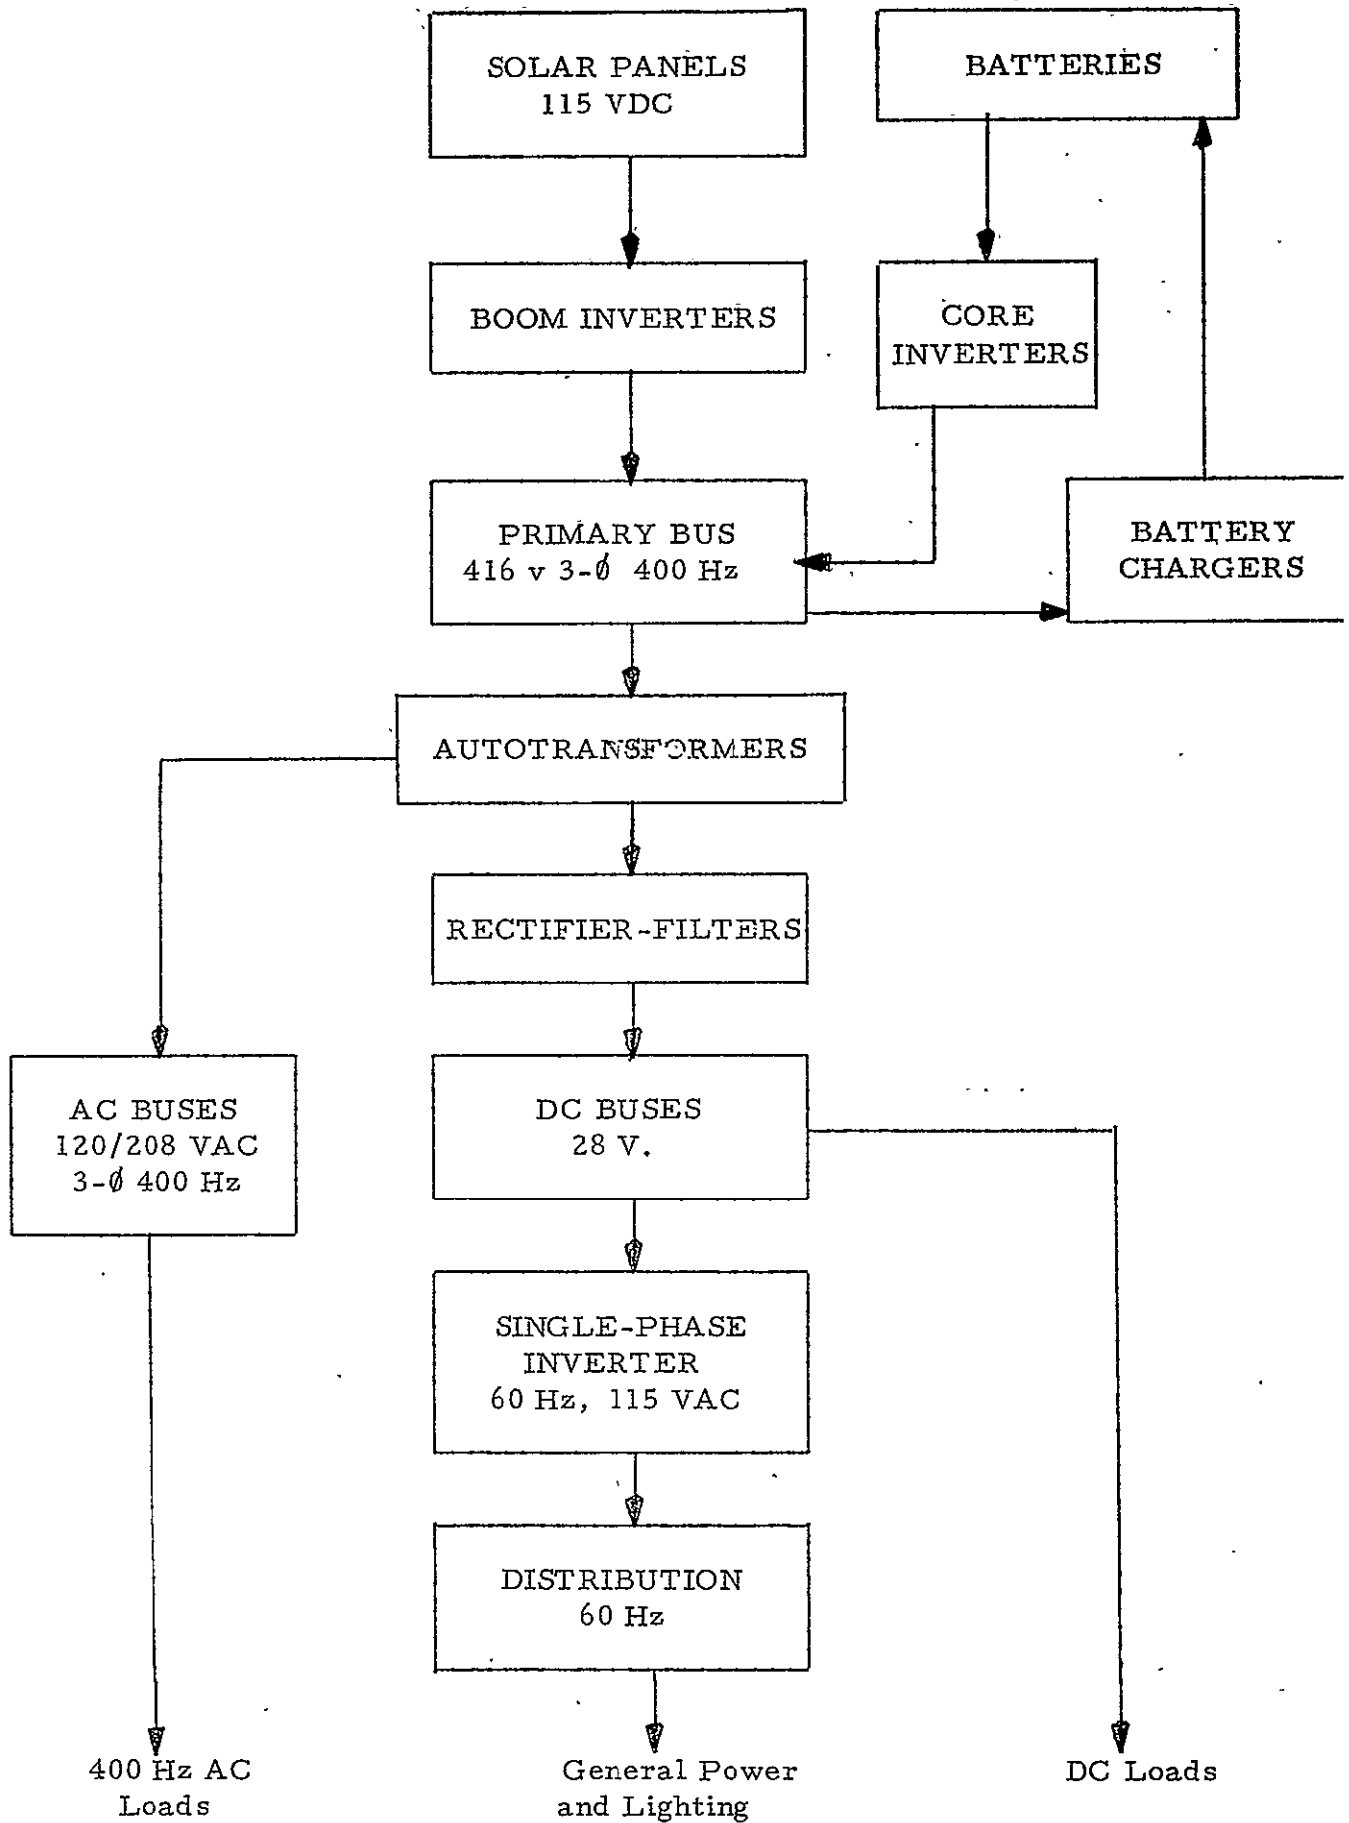 SOLAR PANELS
115 VDC
BATTERIES
BOOM INVERTERS
CORE
INVERTERS
PRIMARY BUS
416 v 3-Ø 400 Hz
BATTERY
CHARGERS
AUTOTRANSFORMERS
RECTIFIER-FILTERS
AC BUSES
120/208 VAC
3-Ø 400 Hz
DC BUSES
28 V.
SINGLE-PHASE
INVERTER
60 Hz, 115 VAC
DISTRIBUTION
60 Hz
400 Hz AC
Loads
General Power
and Lighting
DC Loads